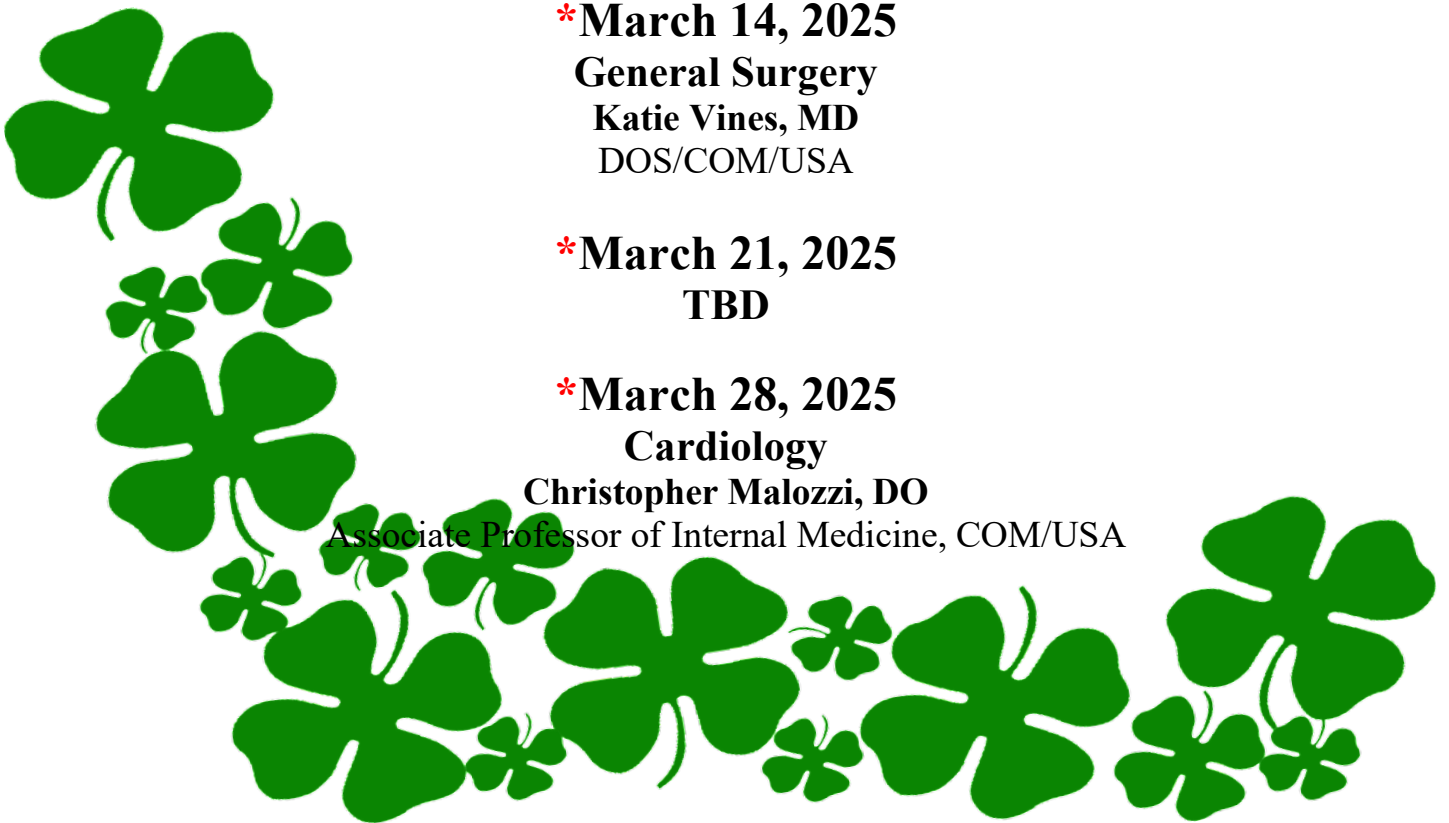 *March 14, 2025
General Surgery
Katie Vines, MD
DOS/COM/USA
*March 21, 2025
TBD
*March 28, 2025
Cardiology
Christopher Malozzi, DO
Associate Professor of Internal Medicine, COM/USA